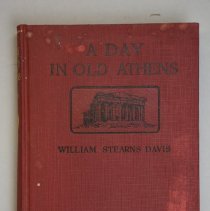 A DAY
IN OLD ATHENS
WILLIAM STEARNS DAVIS